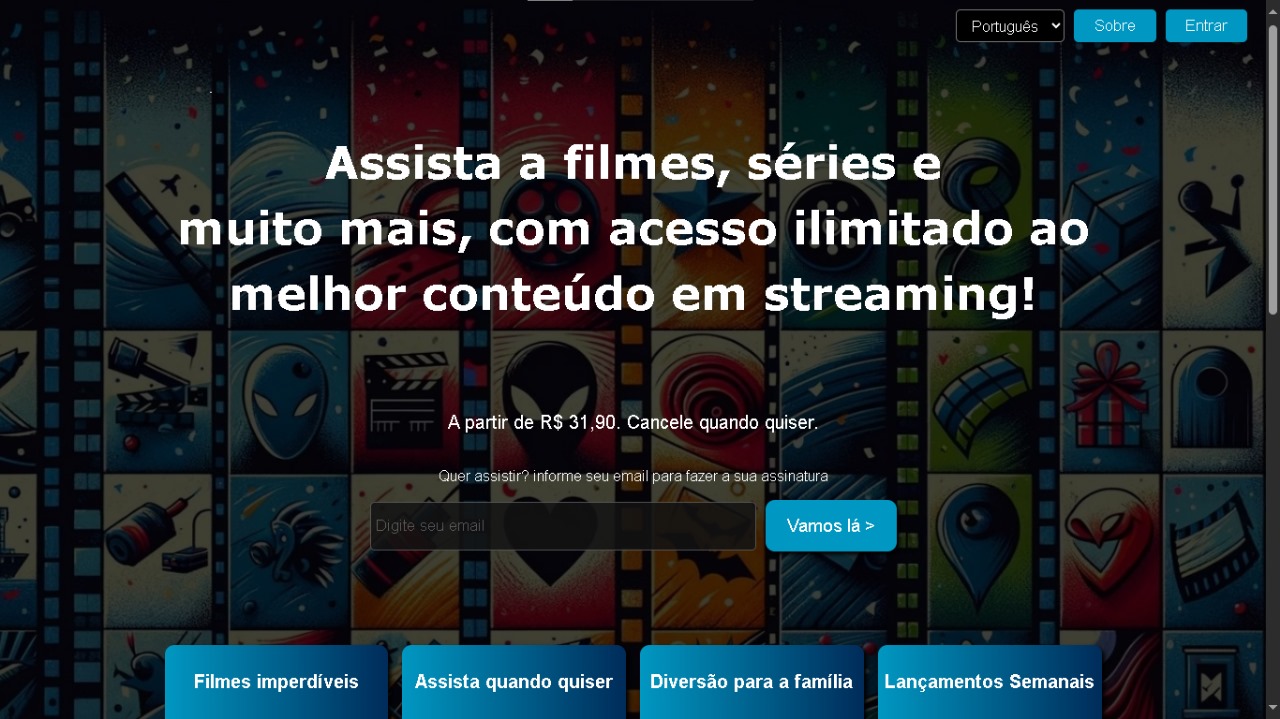 Português
Sobre
Entrar
Assista a filmes, séries e
muito mais, com acesso ilimitado ao
melhor conteúdo em streaming!
A partir de R$ 31,90. Cancele quando quiser.
Quer assistir? informe seu email para fazer a sua assinatura
Digite seu email
Vamos lá >
Filmes imperdíveis
Assista quando quiser
Diversão para a família
Lançamentos Semanais